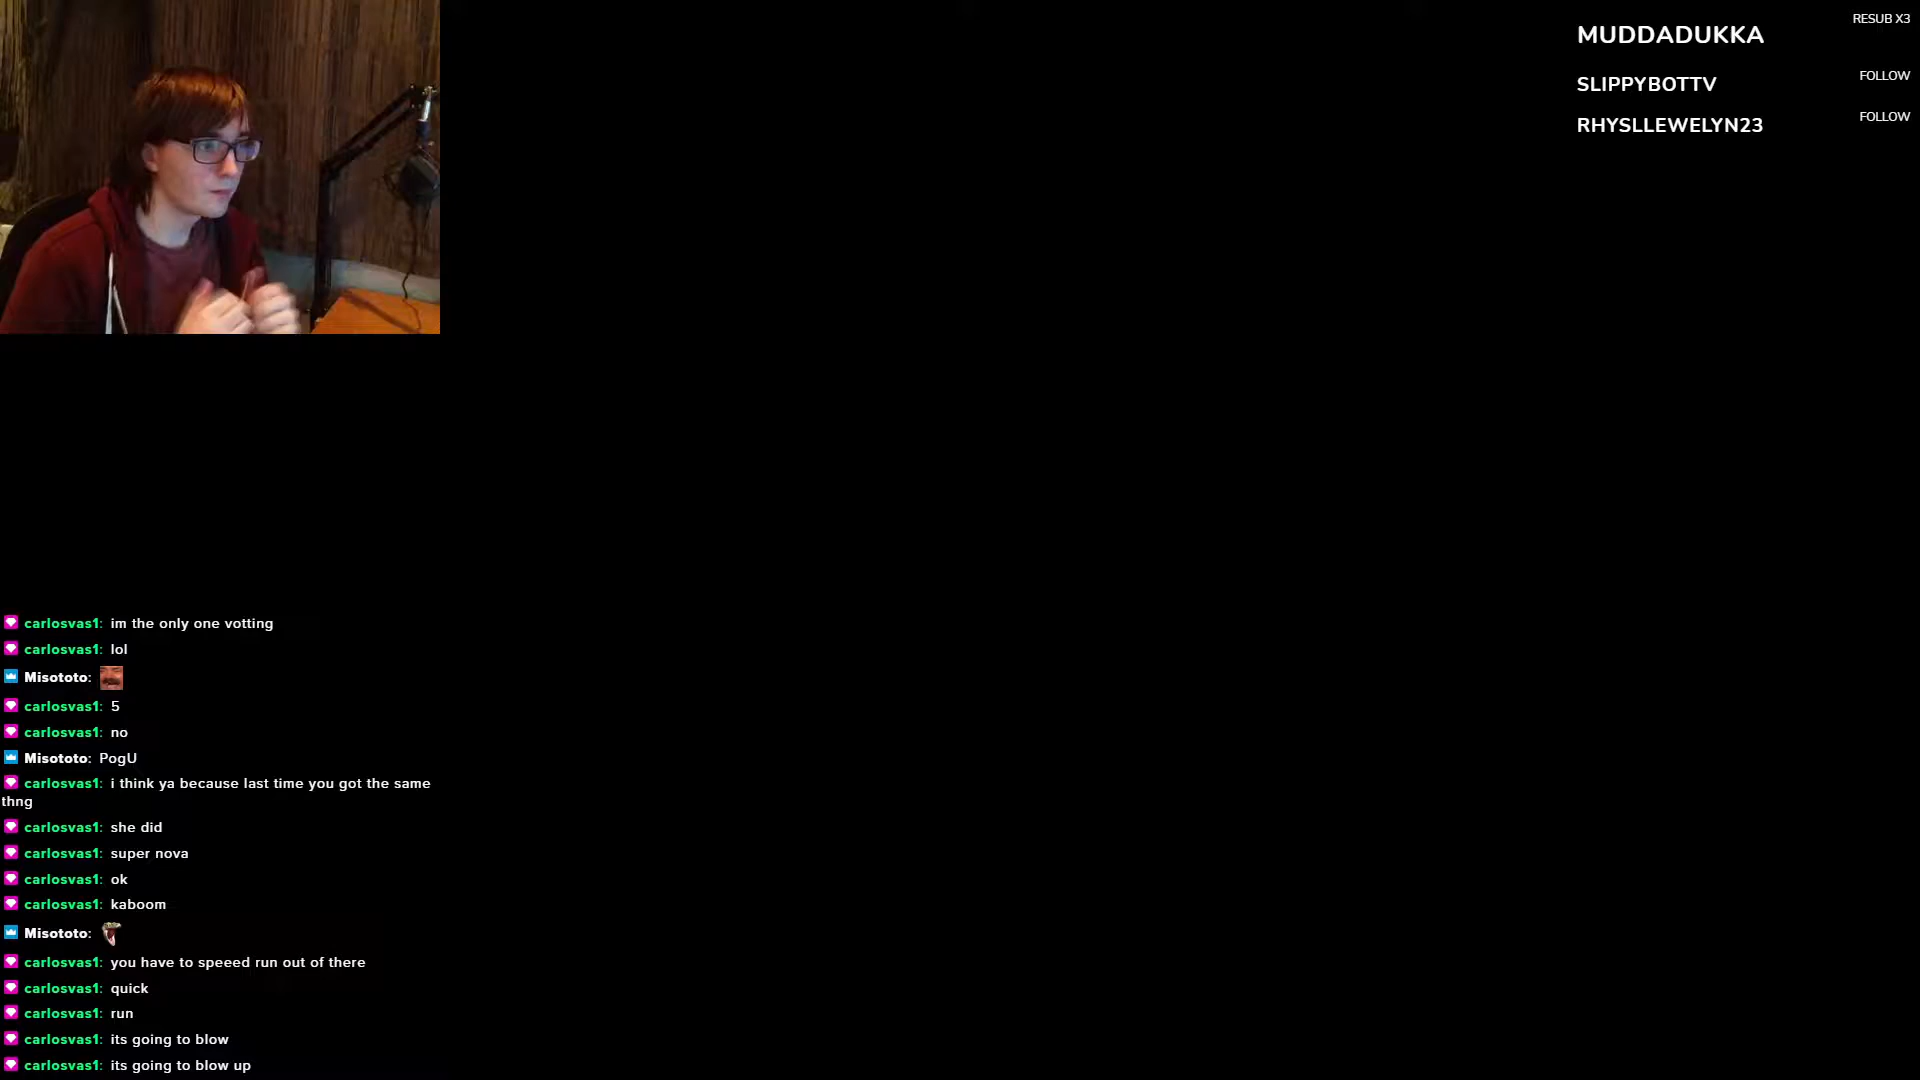 MUDDADUKKA RESUB X3
SLIPPYBOTTV FOLLOW
RHYSLLEWELYN23 FOLLOW
carlosvas1: im the only one votting
carlosvas1: lol
Misototo:
carlosvas1: 5
carlosvas1: no
Misototo: PogU
carlosvas1: i think ya because last time you got the same
thng
carlosvas1: she did
carlosvas1: super nova
carlosvas1: ok
carlosvas1: kaboom
Misototo:
carlosvas1: you have to speeed run out of there
carlosvas1: quick
carlosvas1: run
carlosvas1: its going to blow
carlosvas1: its going to blow up